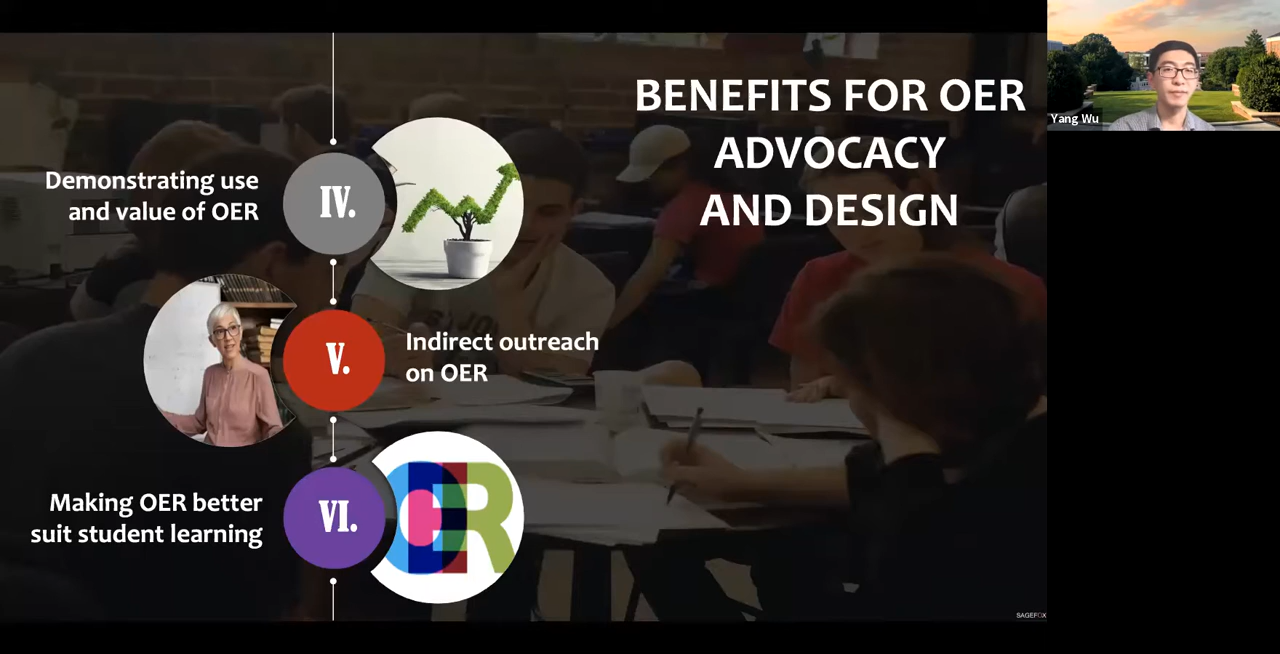 BENEFITS FOR OER
ADVOCACY
AND DESIGN
Yang Wu
Demonstrating use
and value of OER
IV.
V.
Indirect outreach
on OER
Making OER better
suit student learning
VI.
OER
SAGEFOX